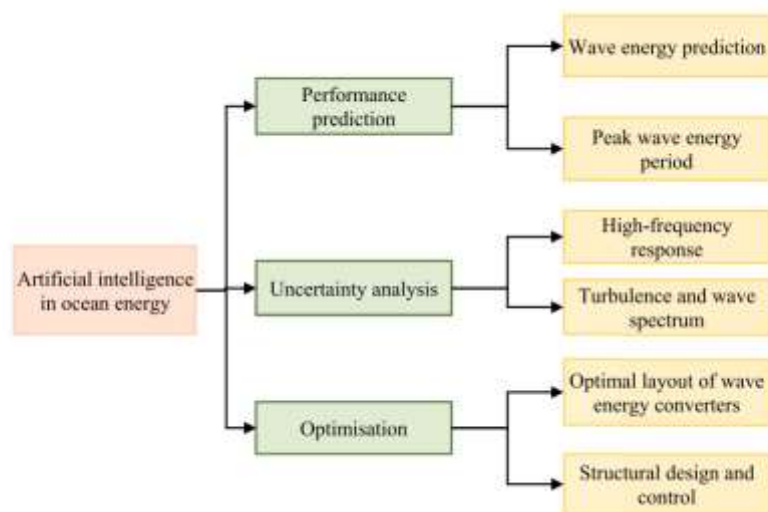 Artificial intelligence
in ocean energy
Performance
prediction
Wave energy prediction
Peak wave energy
period
Uncertainty analysis
High-frequency
response
Turbulence and wave
spectrum
Optimisation
Optimal layout of wave
energy converters
Structural design and
control